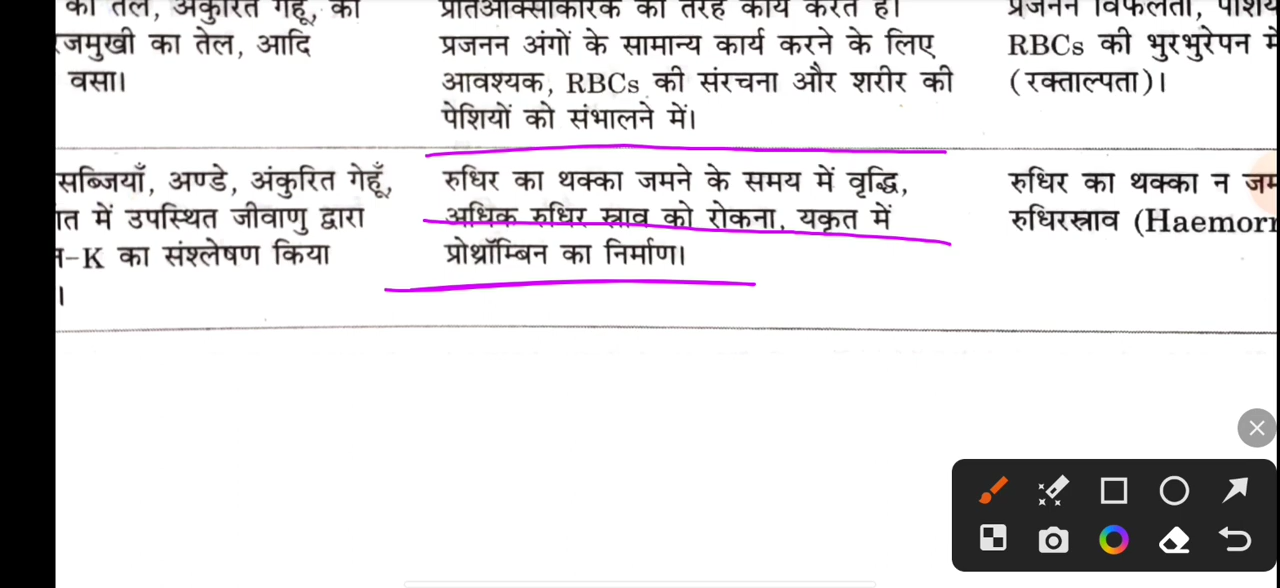 का तेल, अंकुरित गेहूँ, का
रजमुखी का तेल, आदि
वसा।
प्रतिऑक्सीकारक की तरह कार्य करते हैं।
प्रजनन अंगों के सामान्य कार्य करने के लिए
आवश्यक, RBCs की संरचना और शरीर की
पेशियों को संभालने में।
प्रजनन विफलता, पेशिय
RBCs की भुरभुरेपन में
(रक्ताल्पता)।
सब्जियाँ, अण्डे, अंकुरित गेहूँ,
त में उपस्थित जीवाणु द्वारा
न-K का संश्लेषण किया
।
रुधिर का थक्का जमने के समय में वृद्धि,
अधिक रुधिर स्त्राव को रोकना, यकृत में
प्रोथ्रॉम्बिन का निर्माण।
रुधिर का थक्का न जम
रुधिरस्त्राव (Haemorr